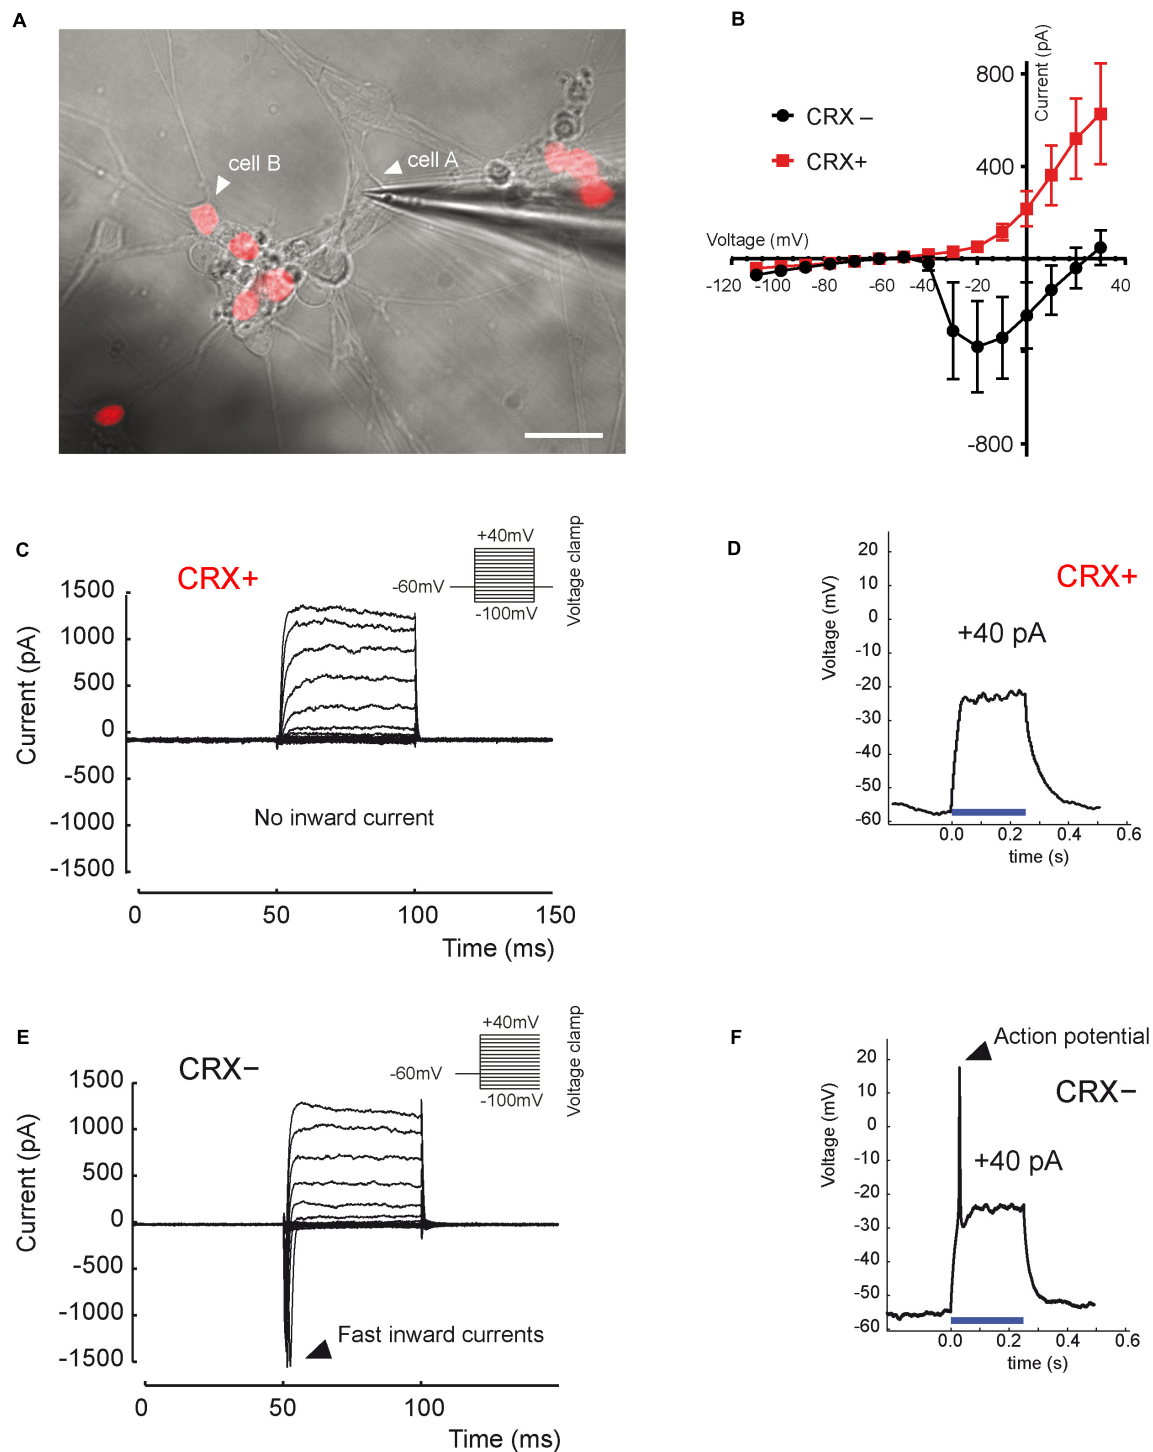 A
cell B
cell A
B
Current (pA)
800
CRX –
CRX+
400
Voltage (mV)
-120
-100
-80
-60
-40
-20
40
-800
C
CRX+
+40mV
-60mV
-100mV
Voltage clamp
Current (pA)
1500
1000
500
0
-500
-1000
-1500
No inward current
0
50
100
150
Time (ms)
D
CRX+
+40 pA
Voltage (mV)
20
10
0
-10
-20
-30
-40
-50
-60
0.0
0.2
0.4
0.6
time (s)
E
CRX–
+40mV
-60mV
-100mV
Voltage clamp
Current (pA)
1500
1000
500
0
-500
-1000
-1500
Fast inward currents
0
50
100
Time (ms)
F
Action potential
CRX–
+40 pA
Voltage (mV)
20
10
0
-10
-20
-30
-40
-50
-60
0.0
0.2
0.4
0.6
time (s)